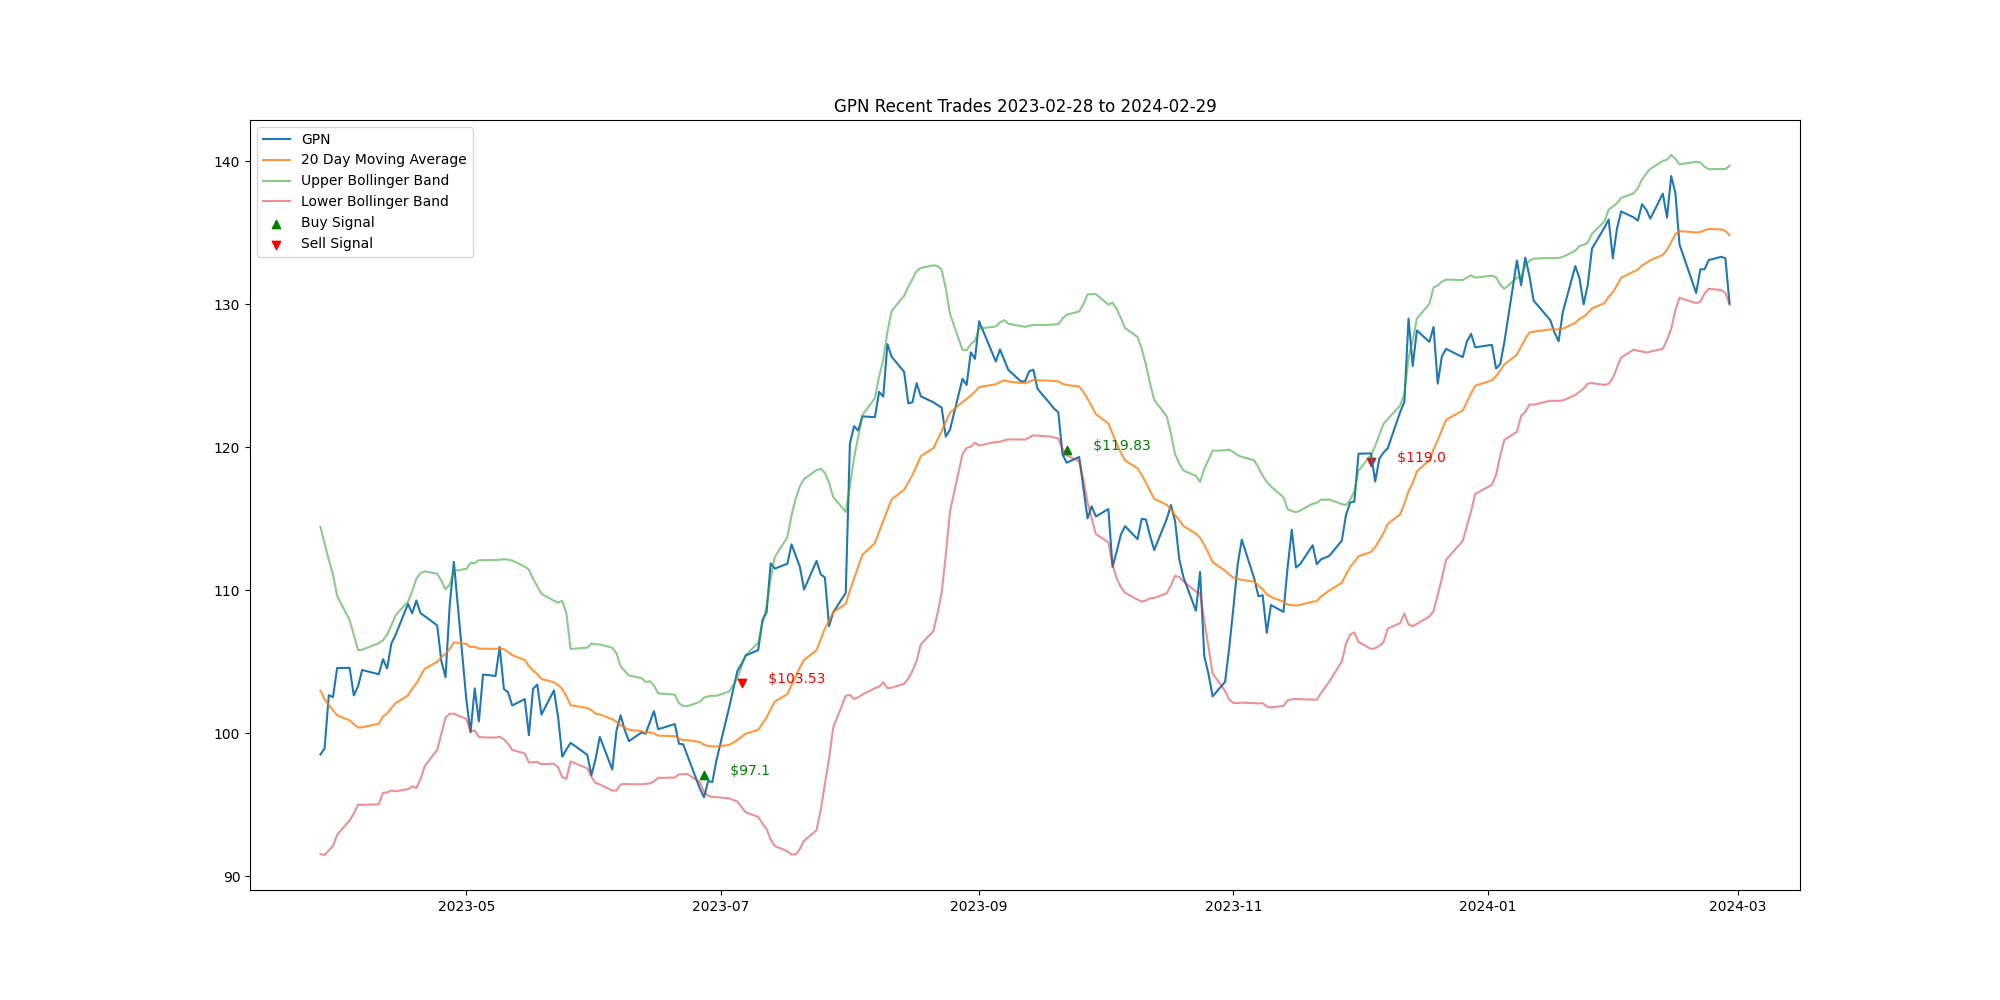 GPN Recent Trades 2023-02-28 to 2024-02-29
GPN
20 Day Moving Average
Upper Bollinger Band
Lower Bollinger Band
Buy Signal
Sell Signal
140
130
120
110
100
90
$119.83
$119.0
$103.53
$97.1
2023-05
2023-07
2023-09
2023-11
2024-01
2024-03